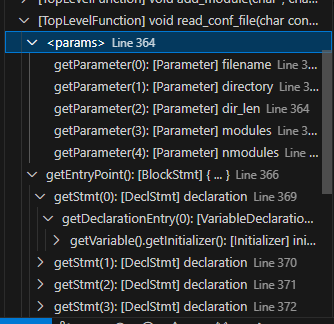 [TopLevelFunction] void add_module(char *, cha...
[TopLevelFunction] void read_conf_file(char con...
<params> Line 364
getParameter(0): [Parameter] filename Line 3...
getParameter(1): [Parameter] directory Line 3...
getParameter(2): [Parameter] dir_len Line 364
getParameter(3): [Parameter] modules Line 3...
getParameter(4): [Parameter] nmodules Line 3...
getEntryPoint(): [BlockStmt] { ... } Line 366
getStmt(0): [DeclStmt] declaration Line 369
getDeclarationEntry(0): [VariableDeclaratio...
getVariable().getInitializer(): [Initializer] ini...
getStmt(1): [DeclStmt] declaration Line 370
getStmt(2): [DeclStmt] declaration Line 371
getStmt(3): [DeclStmt] declaration Line 372